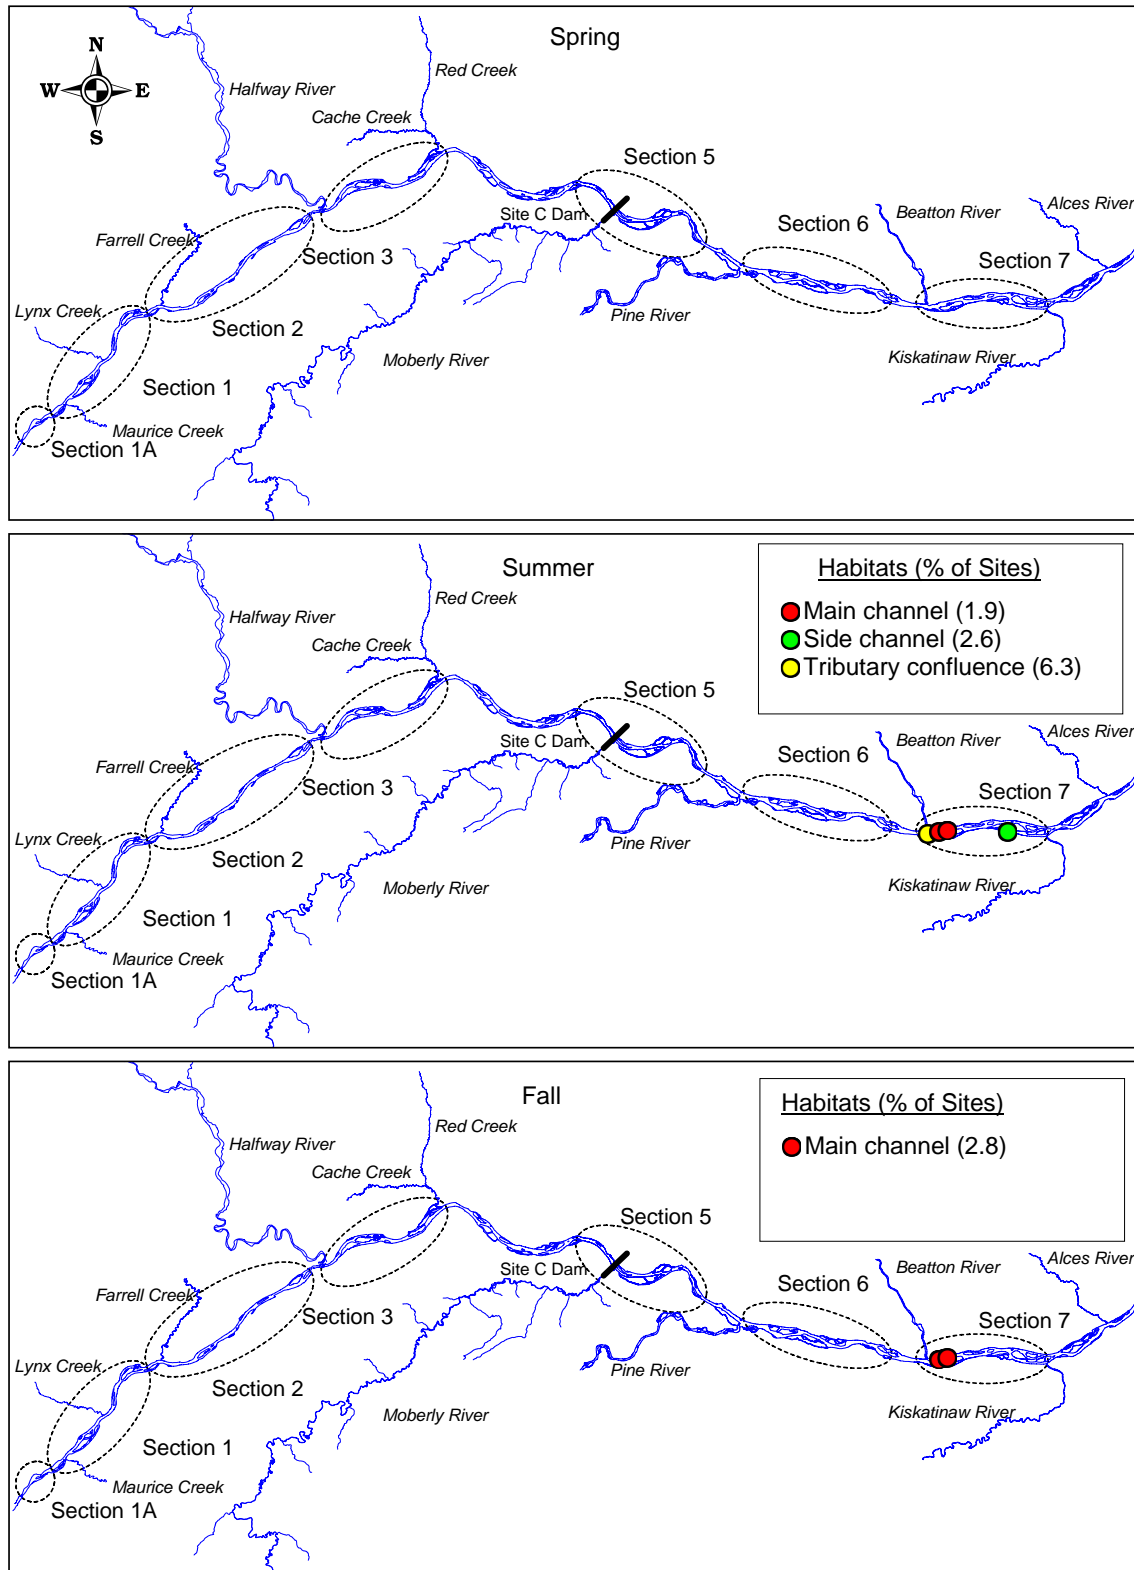 Spring
N
W E
S
Halfway River
Red Creek
Cache Creek
Section 5
Site C Dam
Section 6
Beatton River
Alces River
Farrell Creek
Section 3
Section 7
Lynx Creek
Section 2
Pine River
Moberly River
Kiskatinaw River
Section 1
Maurice Creek
Section 1A
Summer
Habitats (% of Sites)
Main channel (1.9)
Side channel (2.6)
Tributary confluence (6.3)
Halfway River
Red Creek
Cache Creek
Section 5
Site C Dam
Section 6
Beatton River
Alces River
Farrell Creek
Section 3
Section 7
Lynx Creek
Section 2
Pine River
Moberly River
Kiskatinaw River
Section 1
Maurice Creek
Section 1A
Fall
Habitats (% of Sites)
Main channel (2.8)
Halfway River
Red Creek
Cache Creek
Section 5
Site C Dam
Section 6
Beatton River
Alces River
Farrell Creek
Section 3
Section 7
Lynx Creek
Section 2
Pine River
Moberly River
Kiskatinaw River
Section 1
Maurice Creek
Section 1A